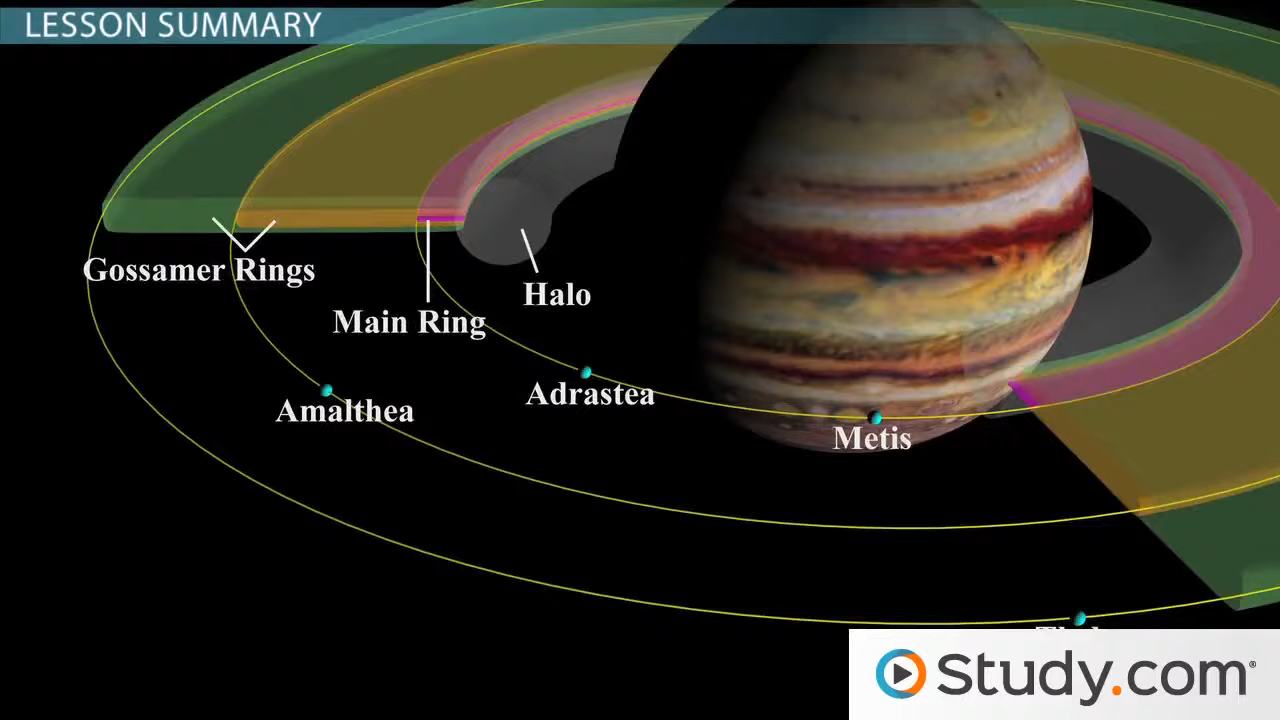 LESSON SUMMARY
Gossamer Rings
Halo
Main Ring
Adrastea
Amalthea
Metis
Study.com®